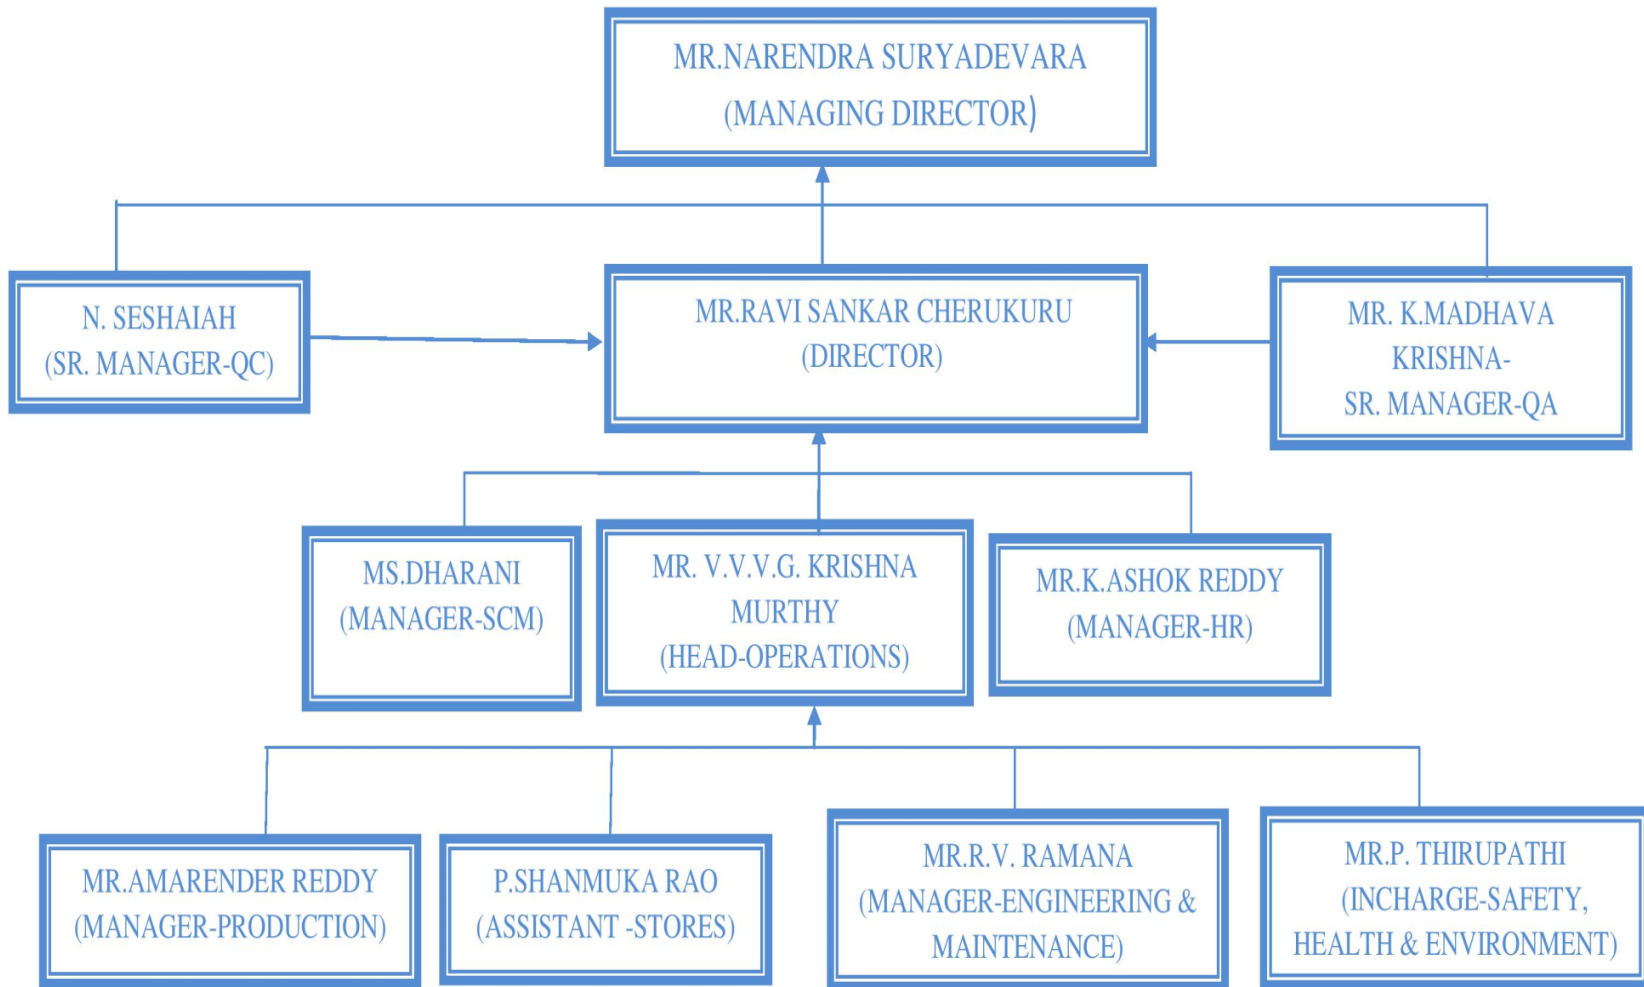 MR.NARENDRA SURYADEVARA
(MANAGING DIRECTOR)
N. SESHAIAH
(SR. MANAGER-QC)
MR.RAVI SANKAR CHERUKURU
(DIRECTOR)
MR. K.MADHAVA
KRISHNA-
SR. MANAGER-QA
MS.DHARANI
(MANAGER-SCM)
MR. V.V.V.G. KRISHNA
MURTHY
(HEAD-OPERATIONS)
MR.K.ASHOK REDDY
(MANAGER-HR)
MR.AMARENDER REDDY
(MANAGER-PRODUCTION)
P.SHANMUKA RAO
(ASSISTANT -STORES)
MR.R.V. RAMANA
(MANAGER-ENGINEERING &
MAINTENANCE)
MR.P. THIRUPATHI
(INCHARGE-SAFETY,
HEALTH & ENVIRONMENT)